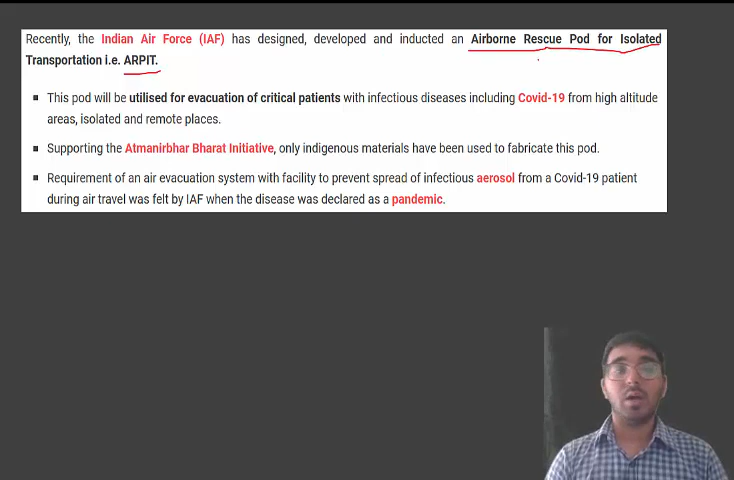 Recently, the Indian Air Force (IAF) has designed, developed and inducted an Airborne Rescue Pod for Isolated
Transportation i.e. ARPIT.
This pod will be utilised for evacuation of critical patients with infectious diseases including Covid-19 from high altitude
areas, isolated and remote places.
Supporting the Atmanirbhar Bharat Initiative, only indigenous materials have been used to fabricate this pod.
Requirement of an air evacuation system with facility to prevent spread of infectious aerosol from a Covid-19 patient
during air travel was felt by IAF when the disease was declared as a pandemic.